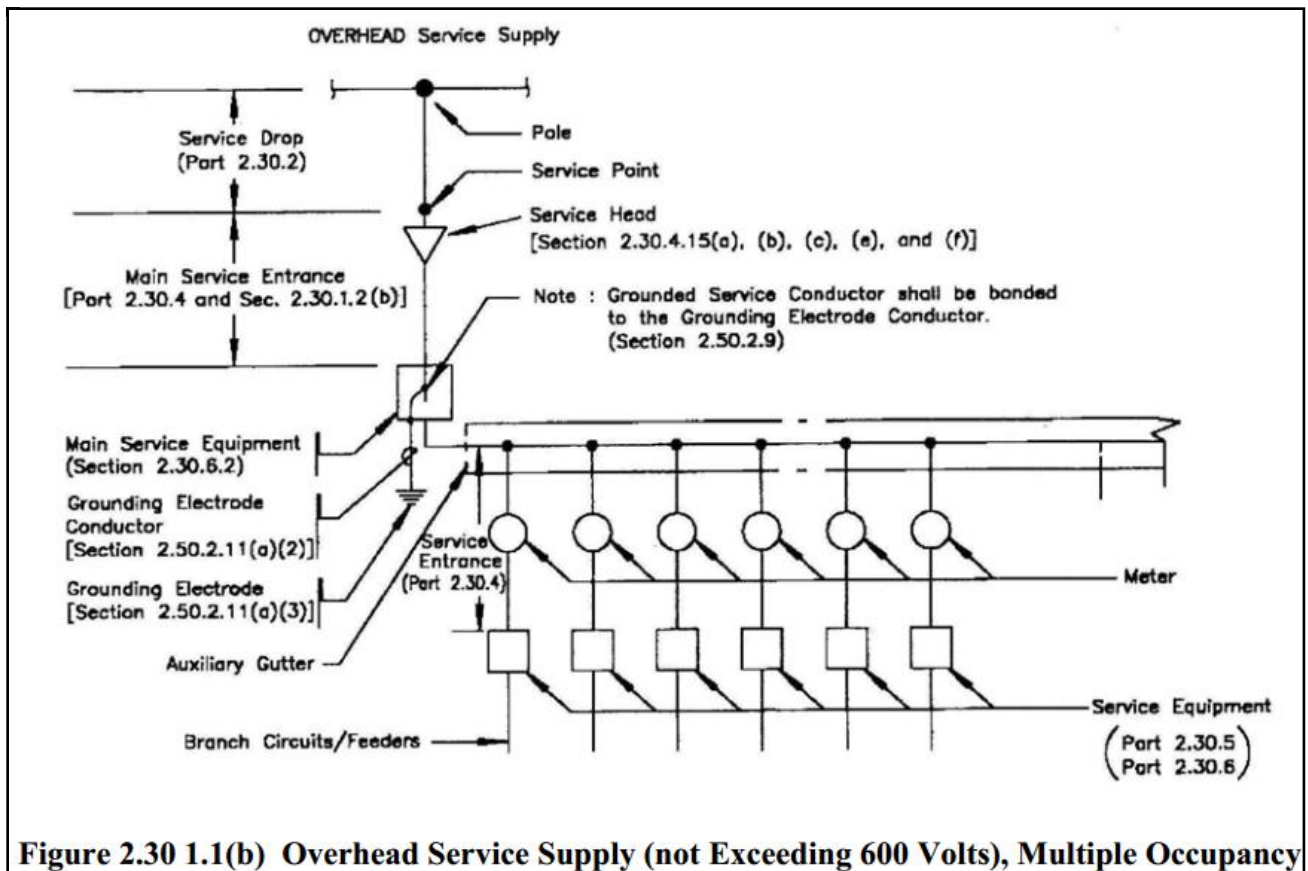 OVERHEAD Service Supply
Pole
Service Drop
(Part 2.30.2)
Service Point
Service Head
[Section 2.30.4.15(a), (b), (c), (e), and (f)]
Main Service Entrance
[Part 2.30.4 and Sec. 2.30.1.2(b)]
Note : Grounded Service Conductor shall be bonded
to the Grounding Electrode Conductor.
(Section 2.50.2.9)
Main Service Equipment
(Section 2.30.6.2)
Grounding Electrode
Conductor
[Section 2.50.2.11(a)(2)]
Grounding Electrode
[Section 2.50.2.11(a)(3)]
Service
Entrance
(Part 2.30.4)
Meter
Auxiliary Gutter
Branch Circuits/Feeders
Service Equipment
(Part 2.30.5
Part 2.30.6)
Figure 2.30 1.1(b) Overhead Service Supply (not Exceeding 600 Volts), Multiple Occupancy